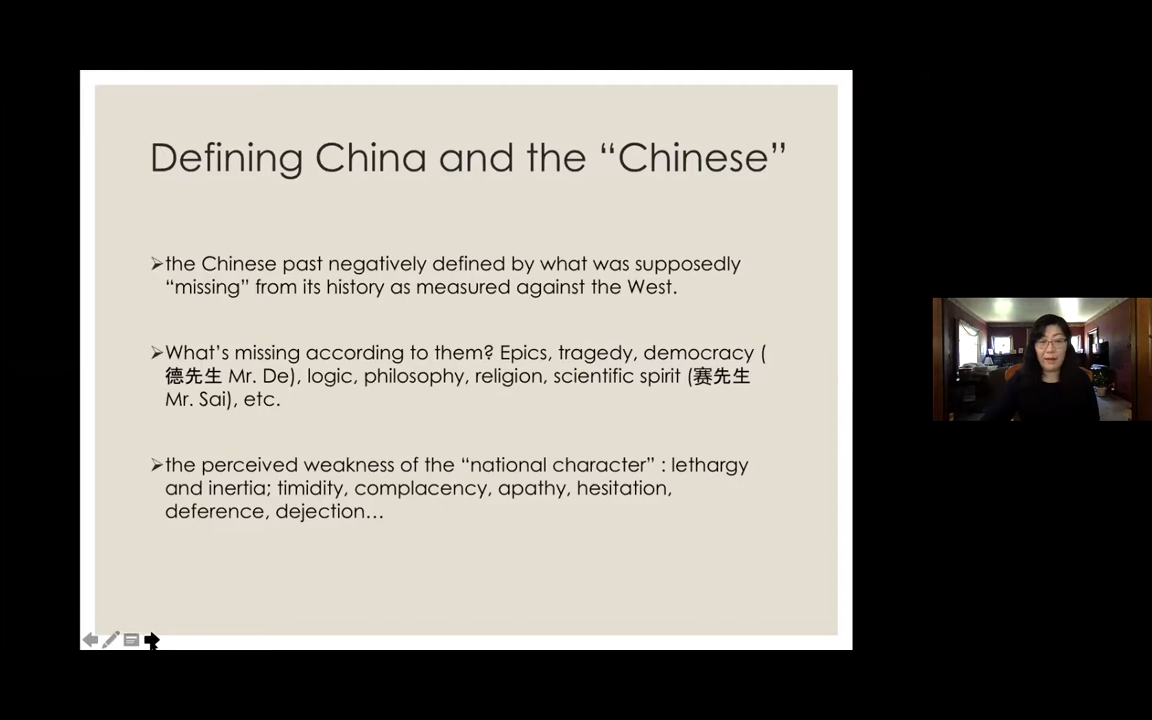 Defining China and the “Chinese”
➢the Chinese past negatively defined by what was supposedly
“missing” from its history as measured against the West.
➢What’s missing according to them? Epics, tragedy, democracy (
德先生 Mr. De), logic, philosophy, religion, scientific spirit (赛先生
Mr. Sai), etc.
➢the perceived weakness of the “national character” : lethargy
and inertia; timidity, complacency, apathy, hesitation,
deference, dejection…